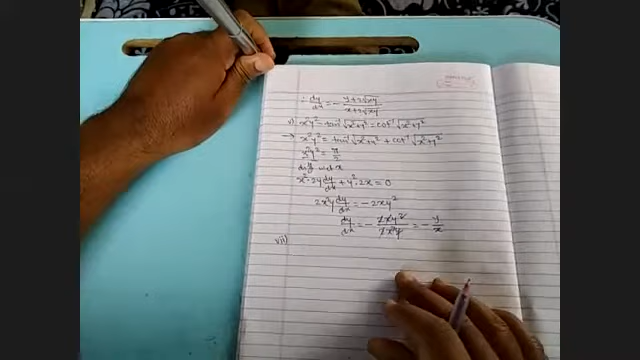 ∴ dy/dx = - (y+2√xy)/(x+2√xy)
vi) x²y² = tan⁻¹√x²+y² + cot⁻¹√x²+y²
→ x²y² = tan⁻¹√x²+y² + cot⁻¹√x²+y²
x²y² = π/2
diff w.r.t x
x²·2y dy/dx + y²·2x = 0
2x²y dy/dx = -2xy²
dy/dx = - 2xy²/2x²y = - y/x
vii)